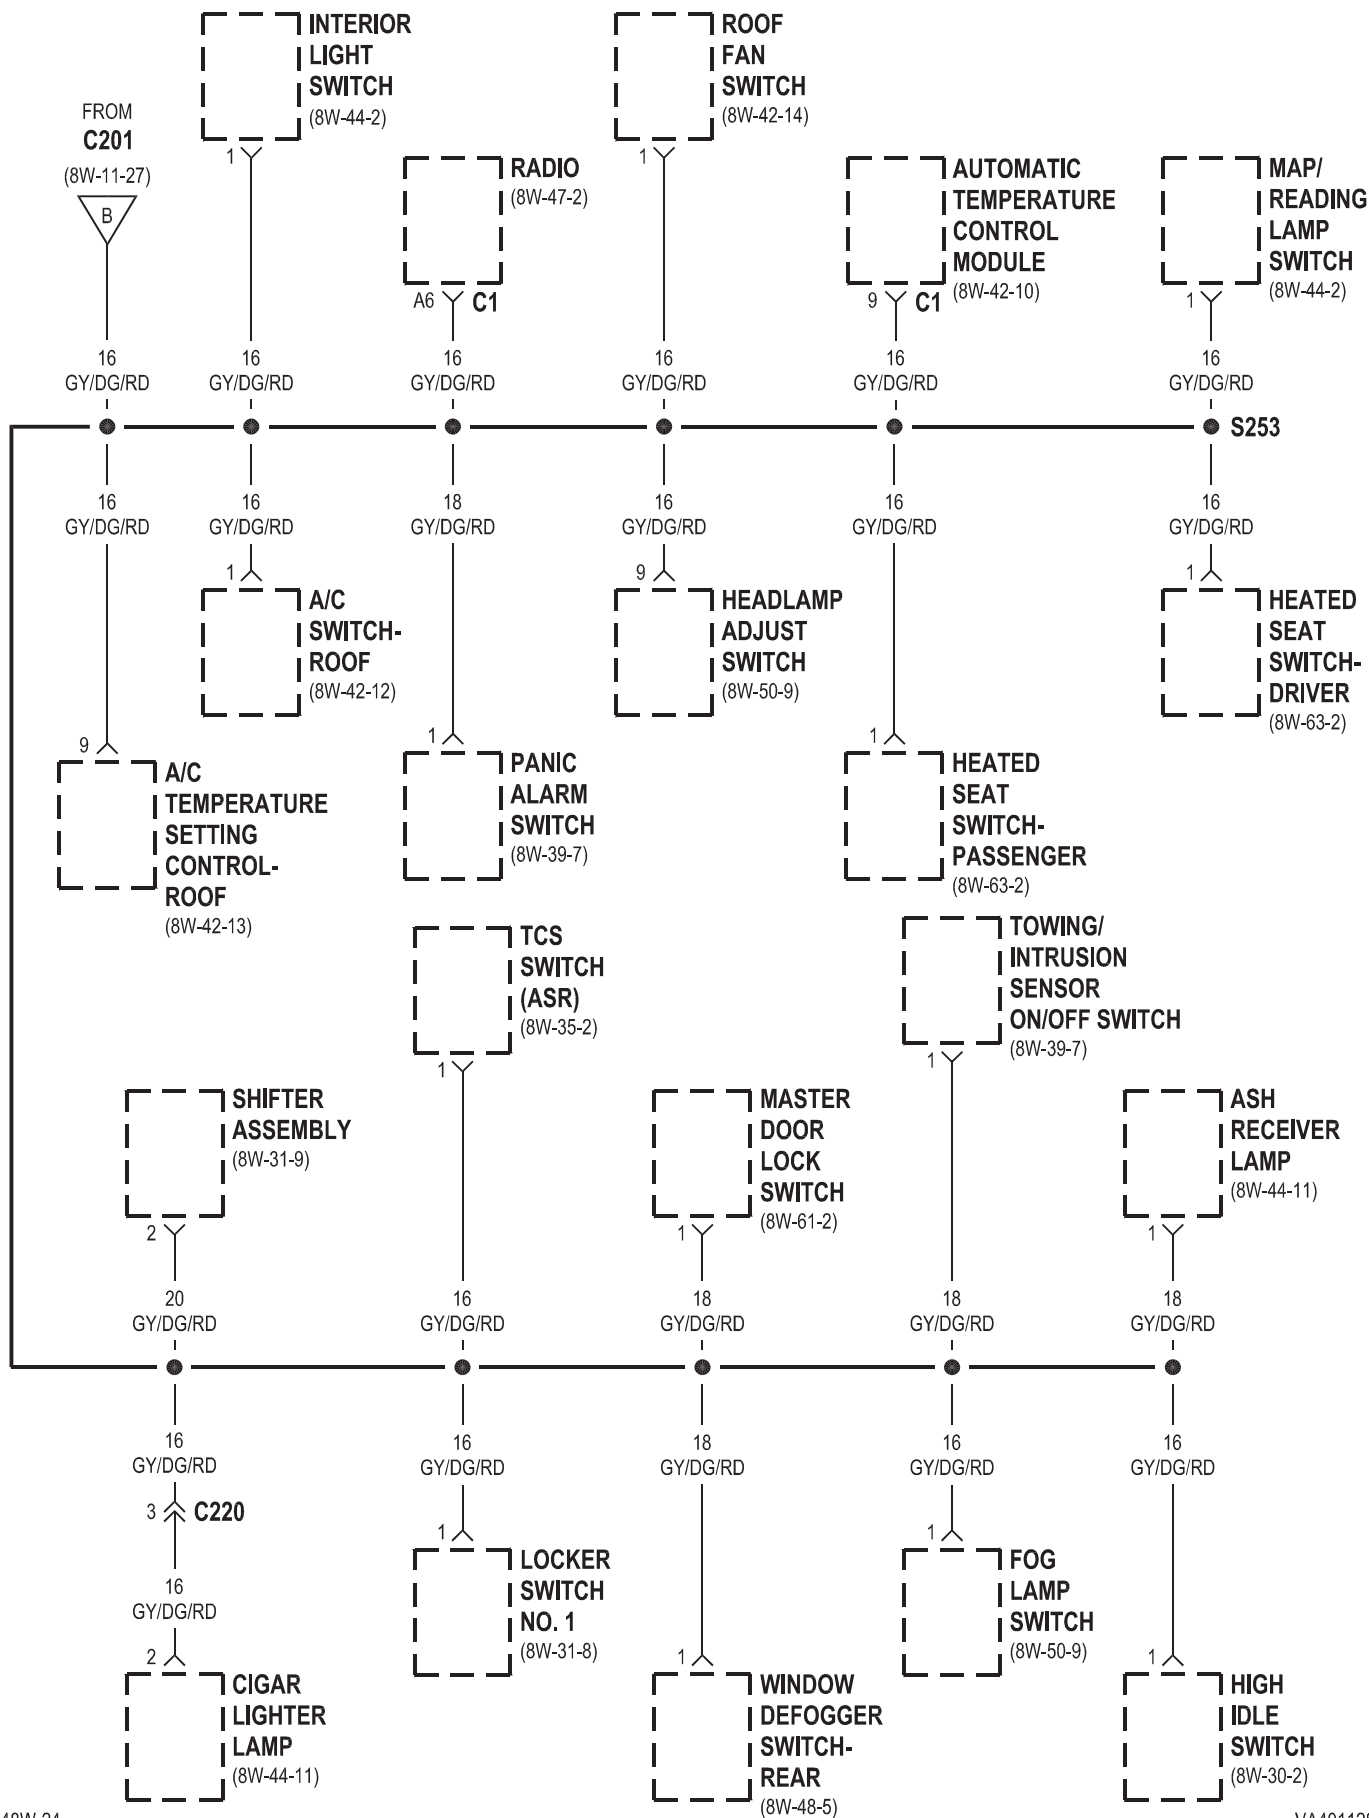 INTERIOR
LIGHT
SWITCH
(8W-44-2)
ROOF
FAN
SWITCH
(8W-42-14)
FROM
C201
(8W-11-27)
B
1
1
RADIO
(8W-47-2)
AUTOMATIC
TEMPERATURE
CONTROL
MODULE
(8W-42-10)
MAP/
READING
LAMP
SWITCH
(8W-44-2)
A6 C1
9 C1
1
16 16 16 16 16 16
GY/DG/RD GY/DG/RD GY/DG/RD GY/DG/RD GY/DG/RD GY/DG/RD
S253
16 16 18 16 16 16
GY/DG/RD GY/DG/RD GY/DG/RD GY/DG/RD GY/DG/RD GY/DG/RD
1
A/C
SWITCH-
ROOF
(8W-42-12)
9
HEADLAMP
ADJUST
SWITCH
(8W-50-9)
1
HEATED
SEAT
SWITCH-
DRIVER
(8W-63-2)
9
A/C
TEMPERATURE
SETTING
CONTROL-
ROOF
(8W-42-13)
1
PANIC
ALARM
SWITCH
(8W-39-7)
1
HEATED
SEAT
SWITCH-
PASSENGER
(8W-63-2)
TCS
SWITCH
(ASR)
(8W-35-2)
1
TOWING/
INTRUSION
SENSOR
ON/OFF SWITCH
(8W-39-7)
1
SHIFTER
ASSEMBLY
(8W-31-9)
2
MASTER
DOOR
LOCK
SWITCH
(8W-61-2)
1
ASH
RECEIVER
LAMP
(8W-44-11)
1
20 16 18 18 18
GY/DG/RD GY/DG/RD GY/DG/RD GY/DG/RD GY/DG/RD
16 16 18 16 16
GY/DG/RD GY/DG/RD GY/DG/RD GY/DG/RD GY/DG/RD
3 C220
16
GY/DG/RD
2
CIGAR
LIGHTER
LAMP
(8W-44-11)
1
LOCKER
SWITCH
NO. 1
(8W-31-8)
1
WINDOW
DEFOGGER
SWITCH-
REAR
(8W-48-5)
1
FOG
LAMP
SWITCH
(8W-50-9)
1
HIGH
IDLE
SWITCH
(8W-30-2)